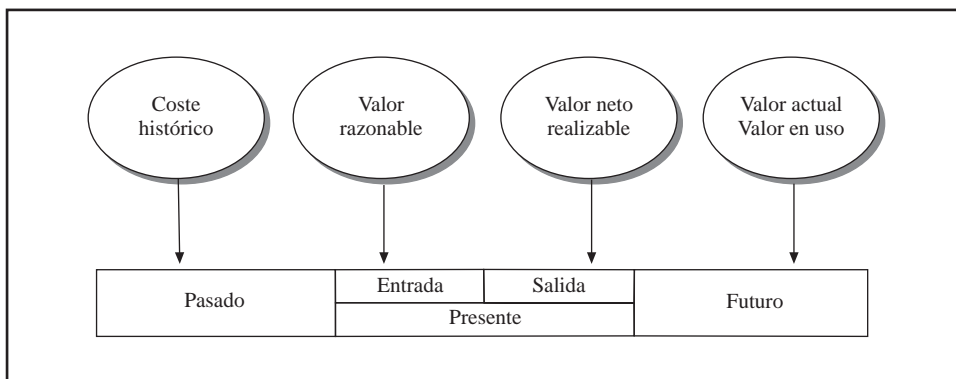 Coste
histórico
Valor
razonable
Valor neto
realizable
Valor actual
Valor en uso
Pasado
Entrada
Salida
Presente
Futuro